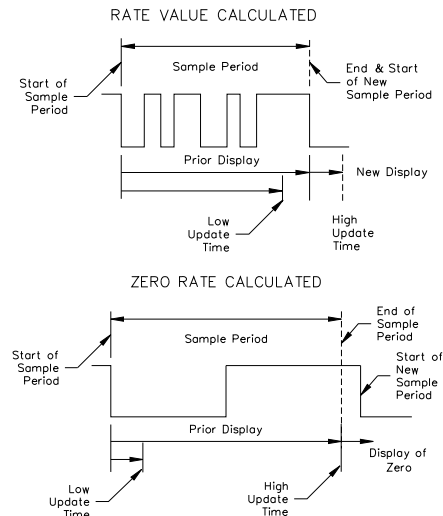 RATE VALUE CALCULATED
Sample Period
Start of
Sample
Period
End & Start
of New
Sample Period
Prior Display
New Display
Low
Update
Time
High
Update
Time
ZERO RATE CALCULATED
Sample Period
Start of
Sample
Period
End of
Sample
Period
Start of
New
Sample
Period
Prior Display
Display of
Zero
Low
Update
Time
High
Update
Time